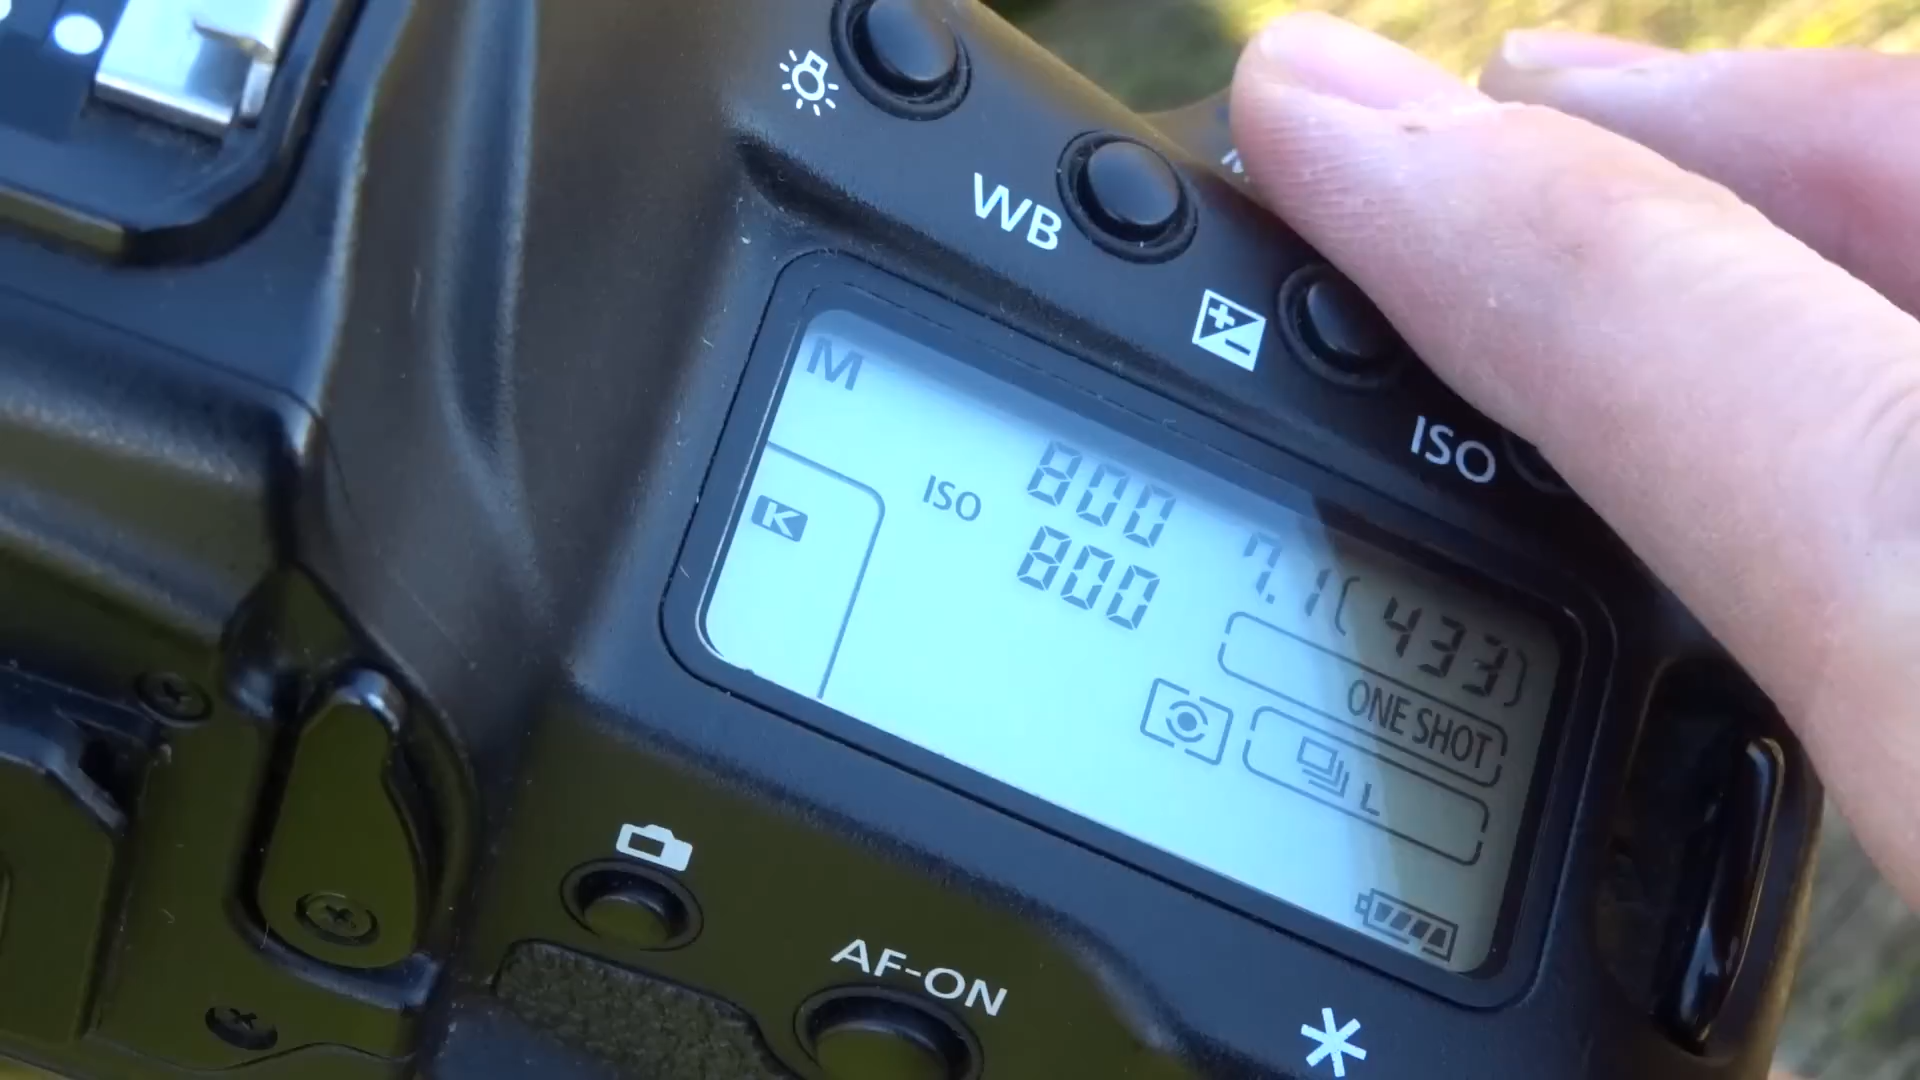 WB
ISO
M
800 7.1 ( 433)
ISO 800
K
ONE SHOT
L
AF-ON